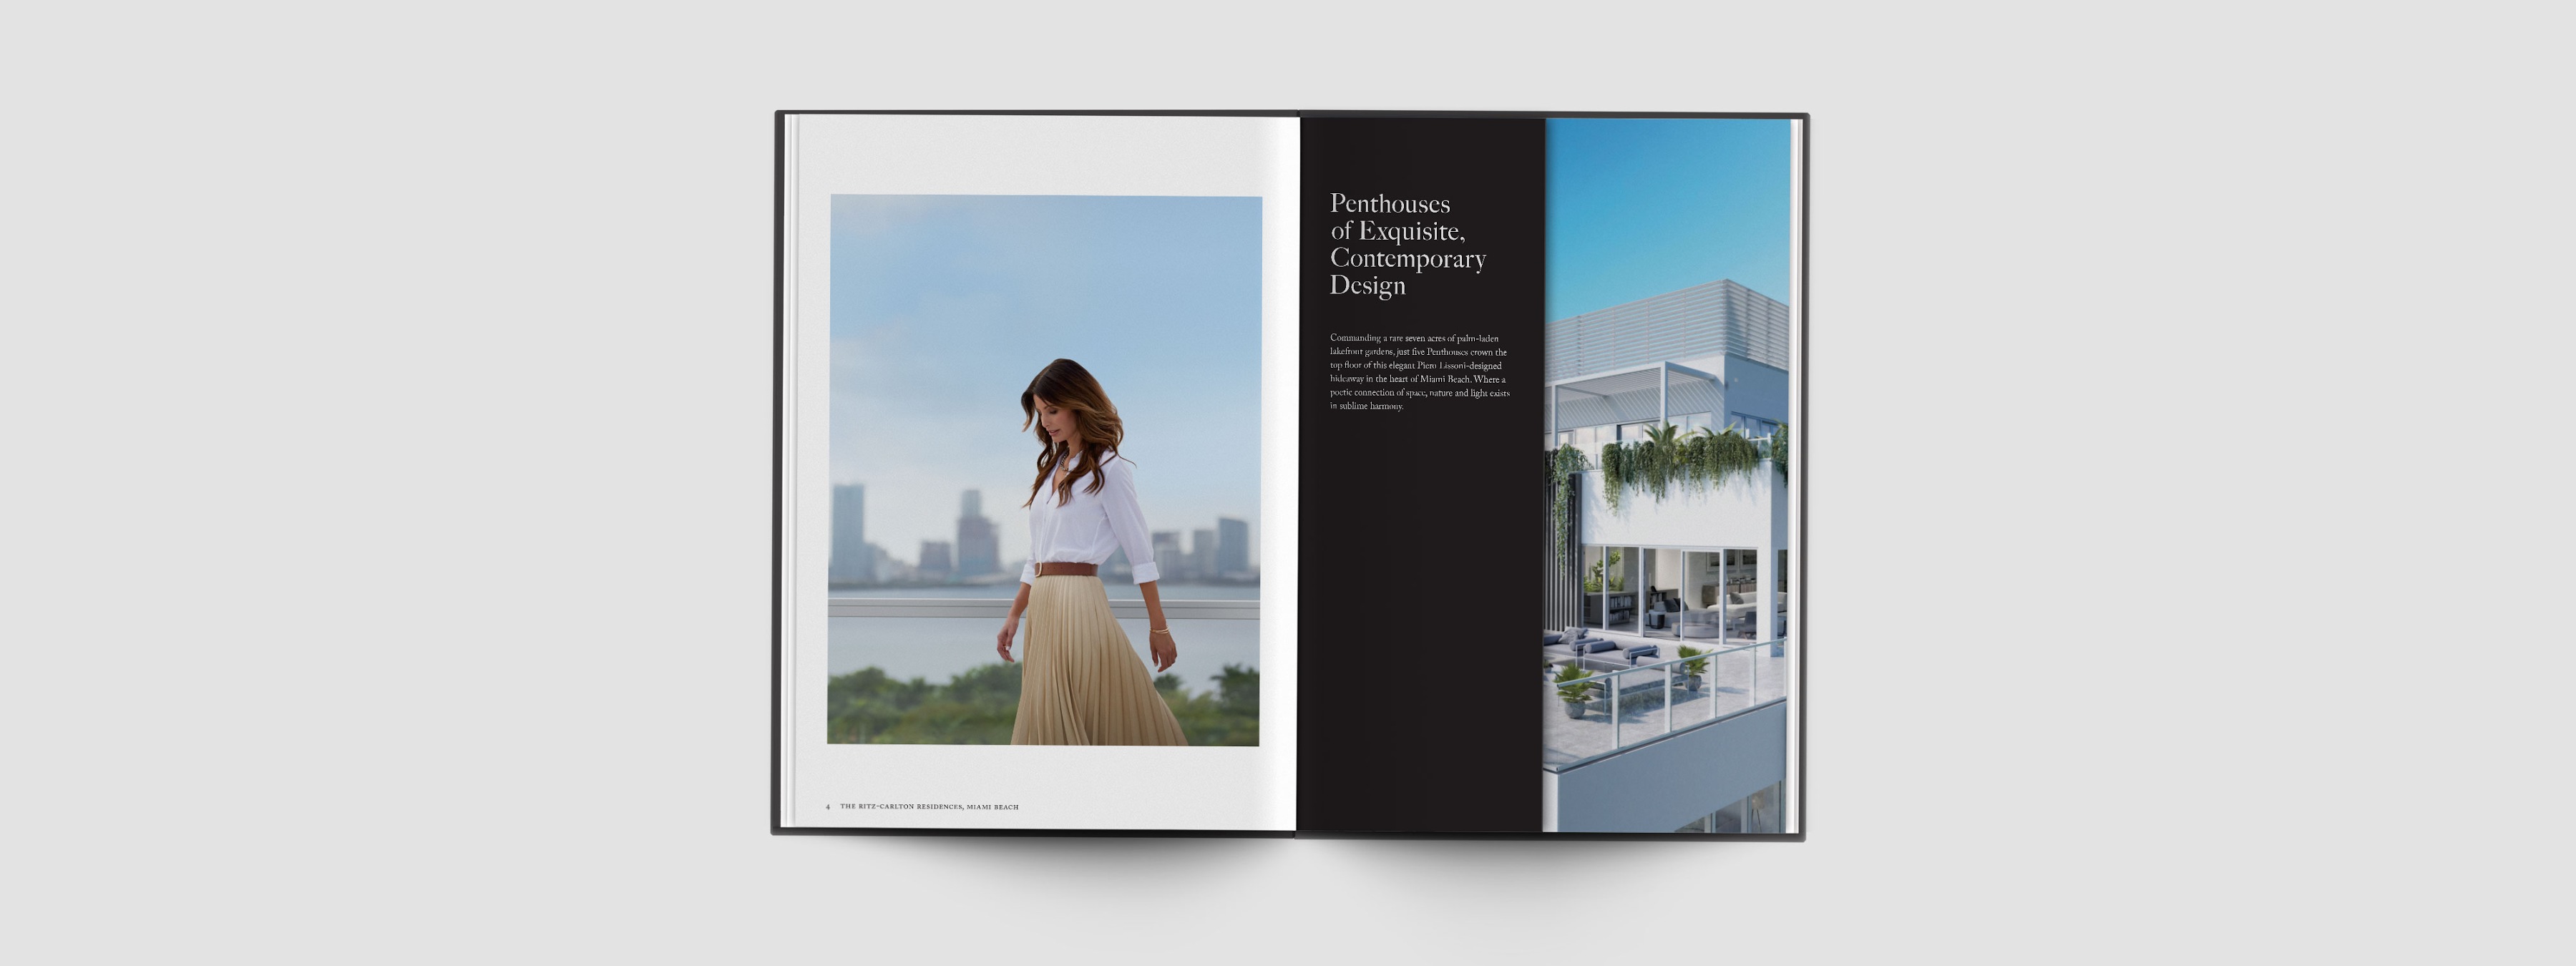 4 THE RITZ-CARLTON RESIDENCES, MIAMI BEACH
Penthouses
of Exquisite,
Contemporary
Design
Commanding a rare seven acres of palm-laden
lakefront gardens, just five Penthouses crown the
top floor of this elegant Piero Lissoni-designed
hideaway in the heart of Miami Beach. Where a
poetic connection of space, nature and light exists
in sublime harmony.